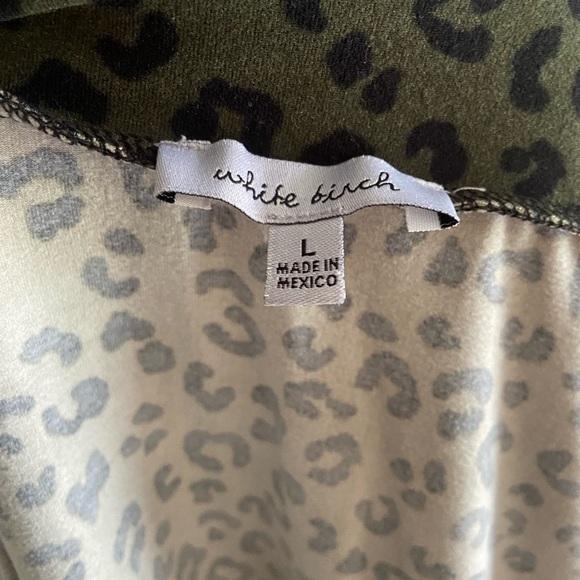 white birch
L
MADE IN
MEXICO